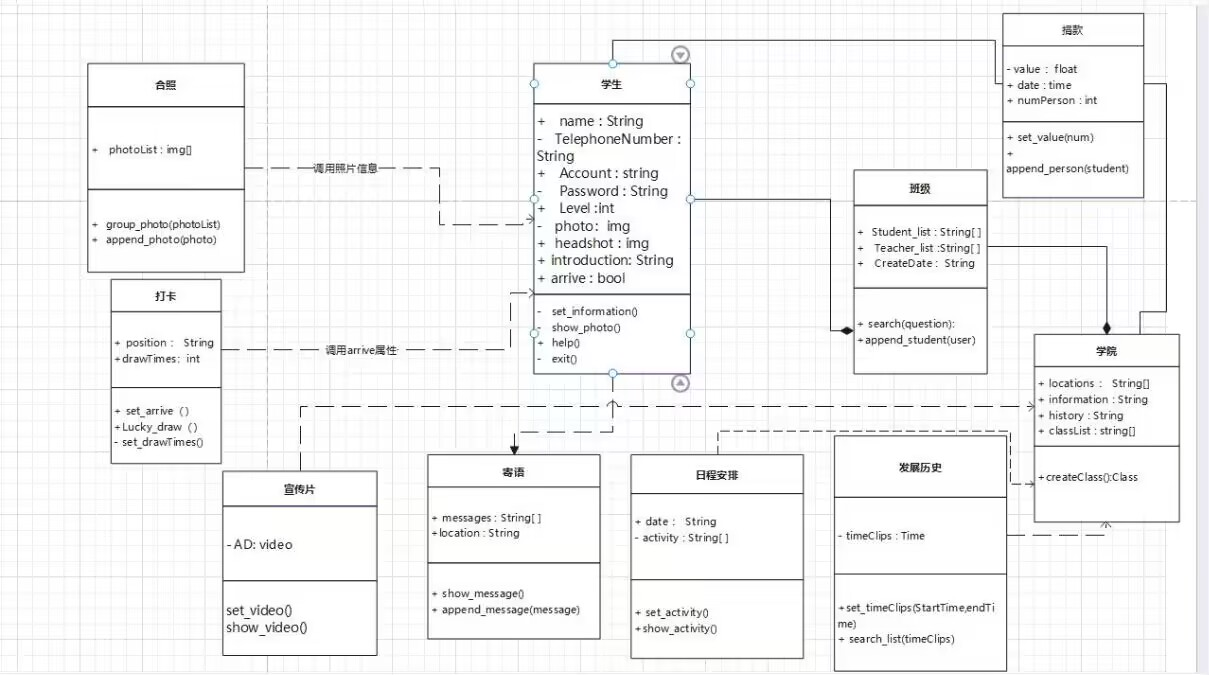 合照
+ photoList : img[]
+ group_photo(photoList)
+ append_photo(photo)
调用照片信息
打卡
+ position： String
+drawTimes：int
+ set_arrive（）
+Lucky_draw（）
- set_drawTimes()
调用arrive属性
学生
+ name : String
- TelephoneNumber :
String
+ Account : string
- Password : String
+ Level :int
- photo：img
+ headshot : img
+ introduction: String
+ arrive : bool
- set_information()
- show_photo()
+ help()
- exit()
捐款
- value： float
+ date : time
+ numPerson : int
+ set_value(num)
+
append_person(student)
班级
+ Student_list : String[ ]
+ Teacher_list :String[ ]
+ CreateDate： String
+ search(question):
+append_student(user)
学院
+ locations： String[]
+ information : String
+ history : String
+ classList : string[]
+createClass():Class
宣传片
- AD: video
set_video()
show_video()
寄语
+ messages : String[ ]
+location : String
+ show_message()
+ append_message(message)
日程安排
+ date： String
- activity : String[ ]
+ set_activity()
+show_activity()
发展历史
- timeClips : Time
+set_timeClips(StartTime,endTi
me)
+ search_list(timeClips)